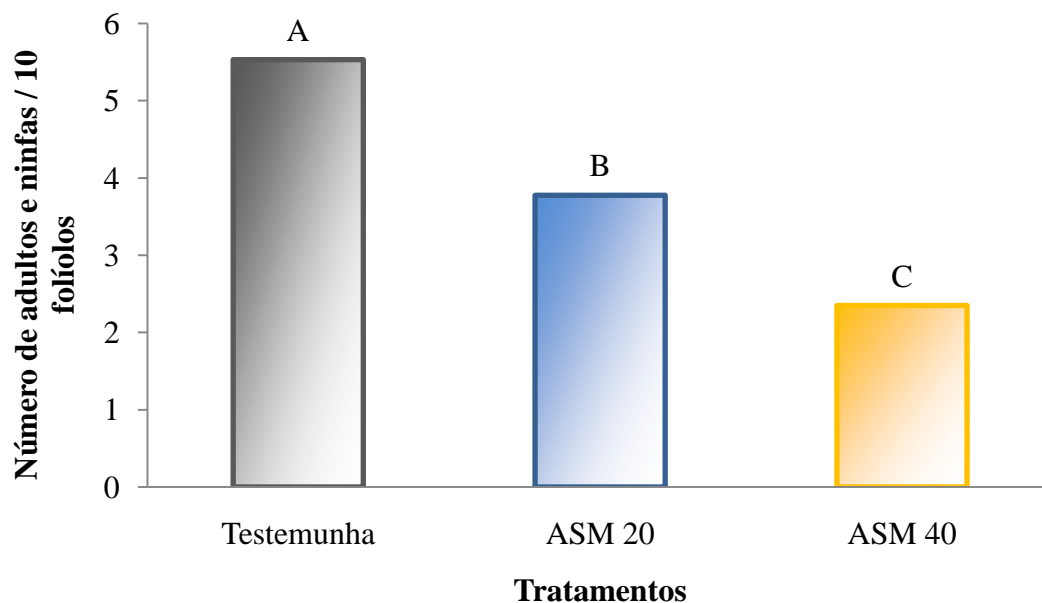 Número de adultos e ninfas / 10
folíolos
6
5
4
3
2
1
0
A
B
C
Testemunha
ASM 20
ASM 40
Tratamentos